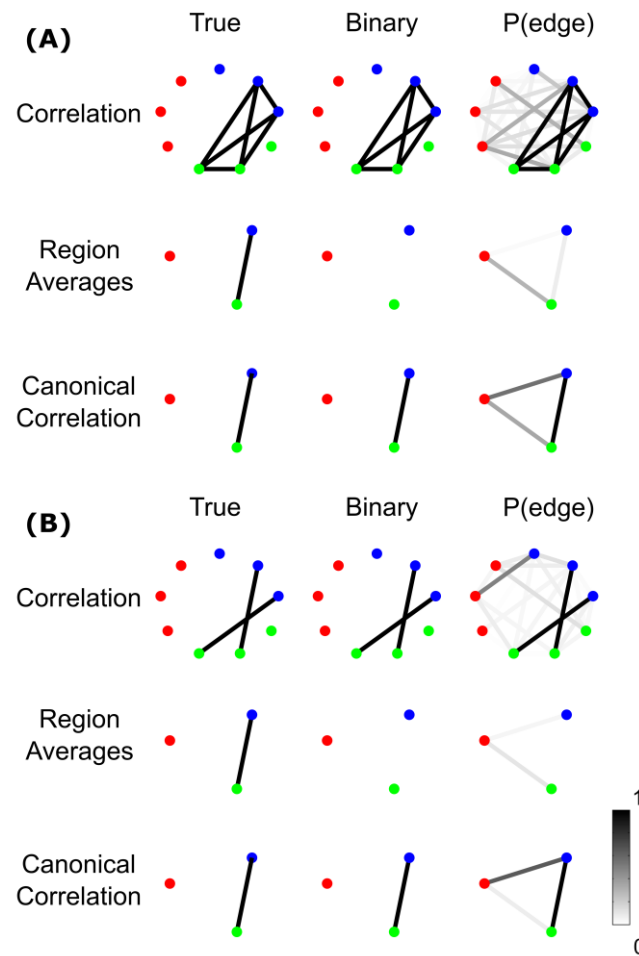 (A)
True
Binary
P(edge)
Correlation
Region
Averages
Canonical
Correlation
(B)
True
Binary
P(edge)
Correlation
Region
Averages
Canonical
Correlation
1
0